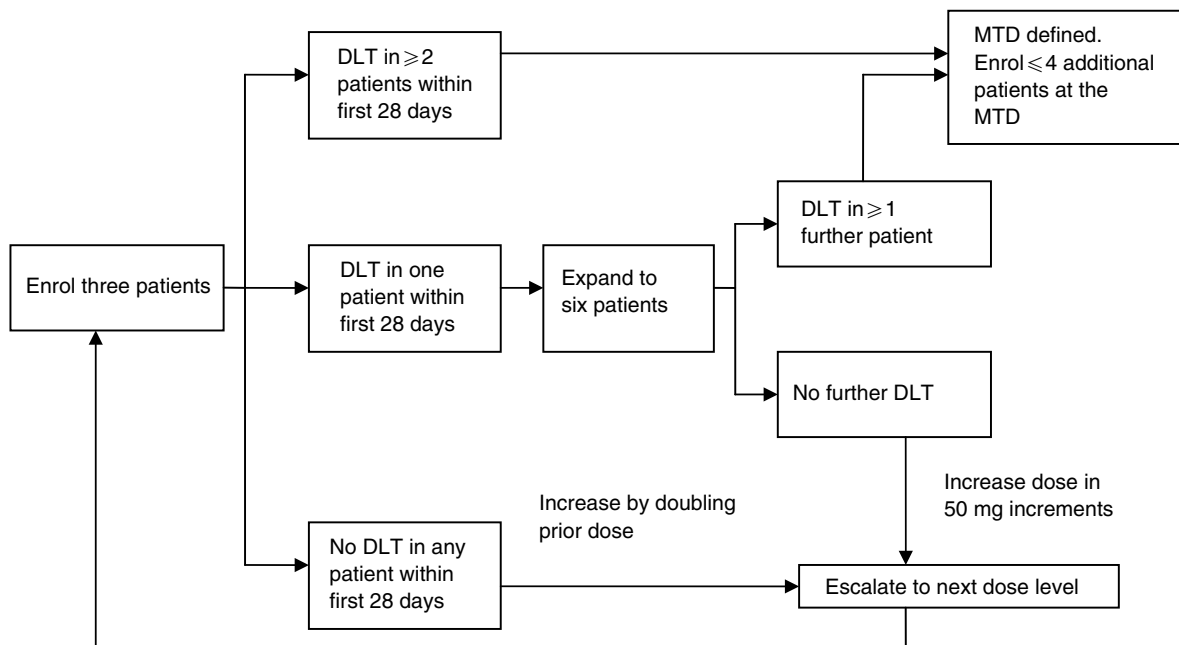 DLT in ⩾2
patients within
first 28 days
MTD defined.
Enrol ⩽4 additional
patients at the
MTD
DLT in ⩾1
further patient
Enrol three patients
DLT in one
patient within
first 28 days
Expand to
six patients
No further DLT
Increase by doubling
prior dose
Increase dose in
50 mg increments
No DLT in any
patient within
first 28 days
Escalate to next dose level